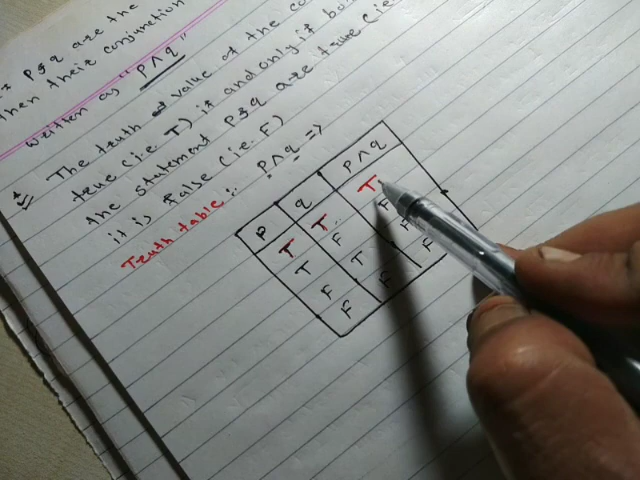 If P & q are the
then their conjunction
written as "P ∧ q"
⇒ The truth value of the co
true (i.e. T) if and only if bo
the statement P & q are true (i.e
it is false (i.e. F)
Truth table:- P ∧ q ⇒
P q P ∧ q
T T T
T F F
F T F
F F F